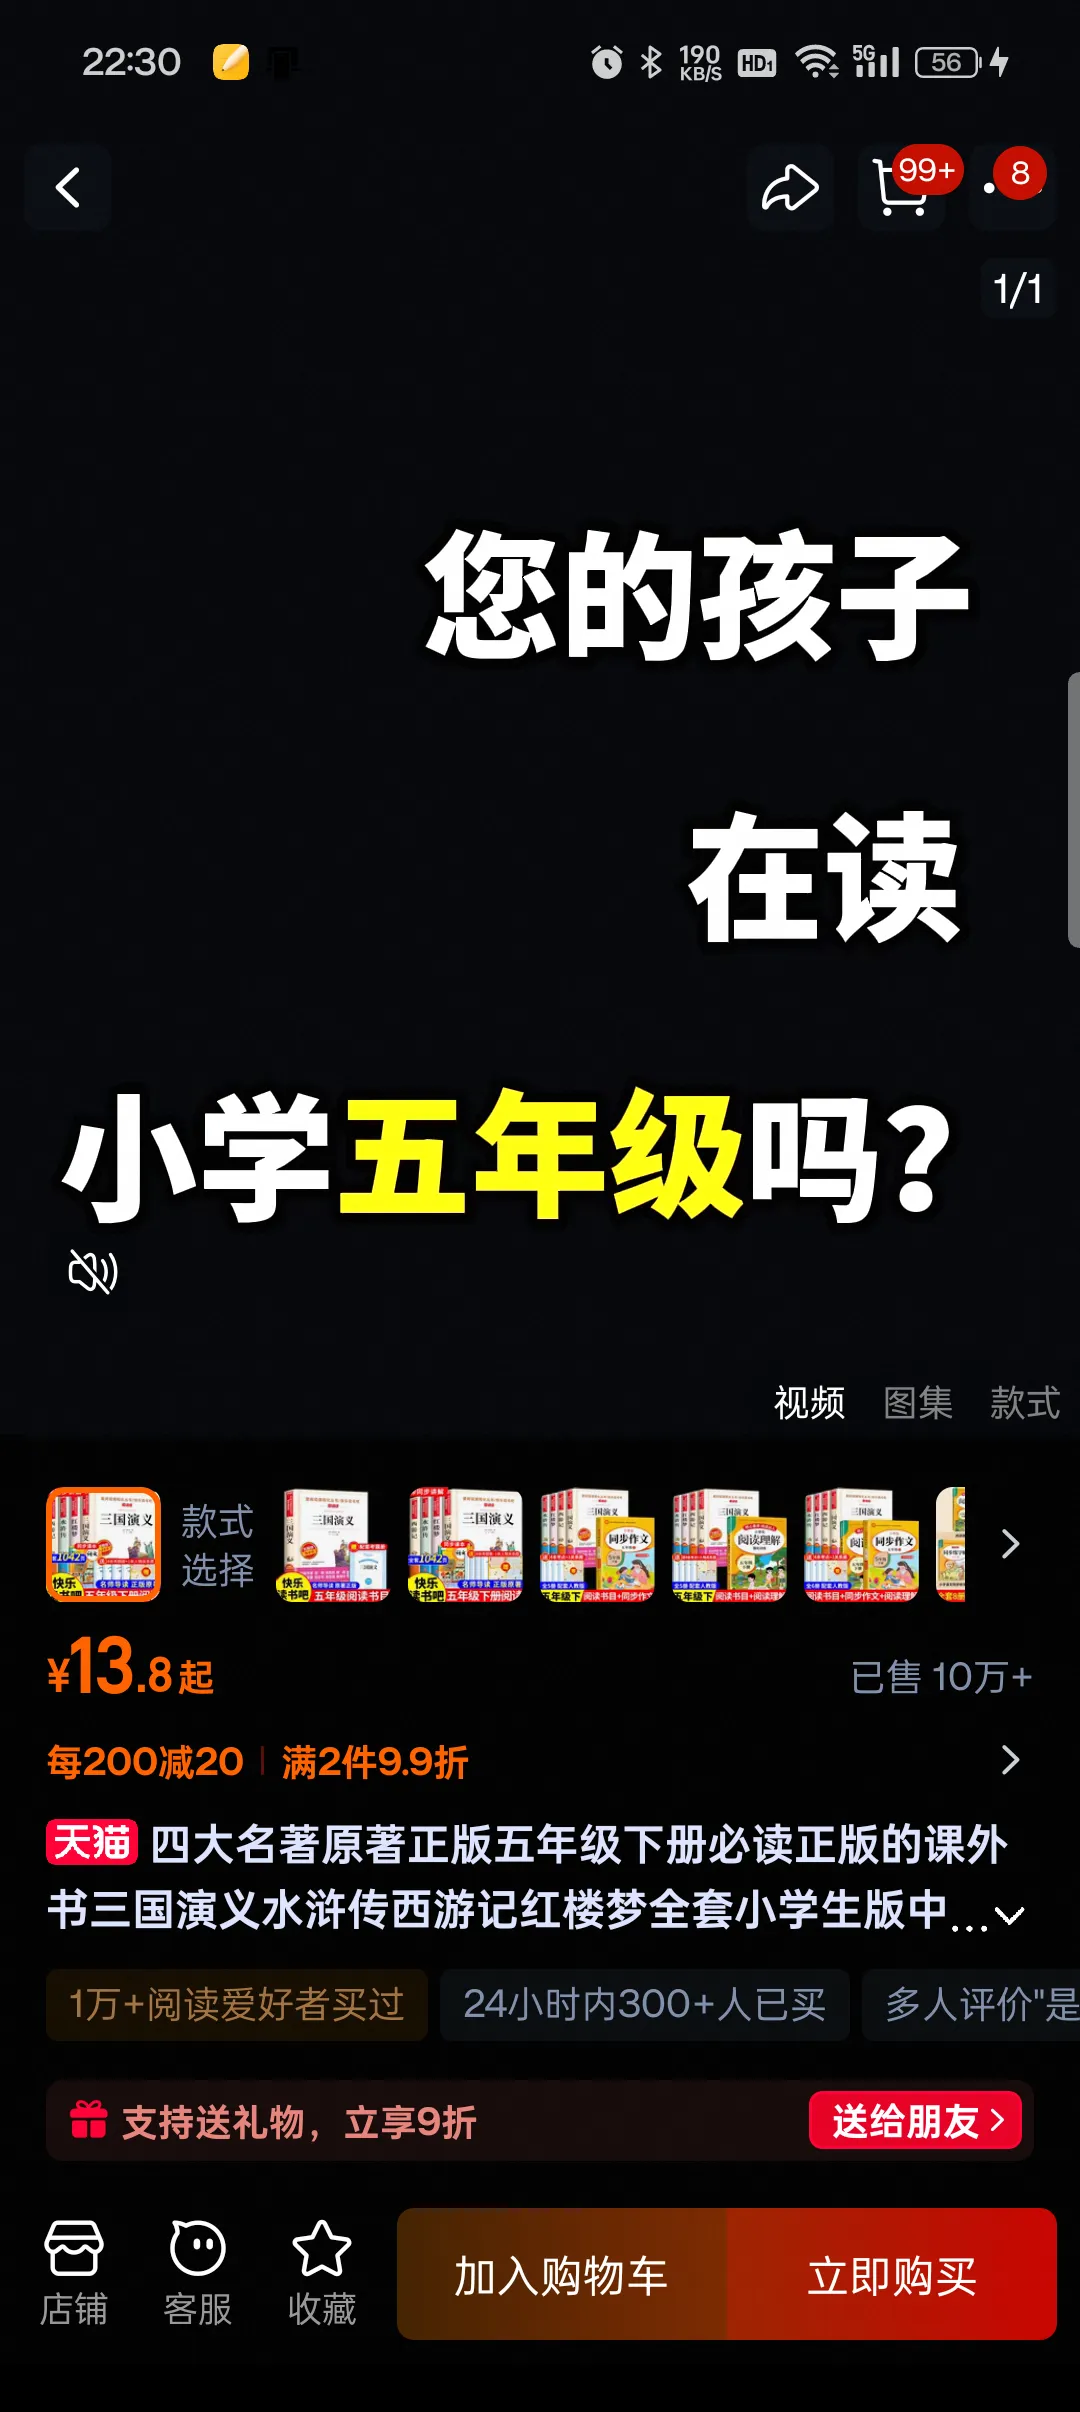 22:30
190 KB/S HD1 5G 56
99+
8
1/1
您的孩子
在读
小学五年级吗?
视频 图集 款式
款式
选择
¥13.8起
已售 10万+
每200减20 满2件9.9折
天猫 四大名著原著正版五年级下册必读正版的课外
书三国演义水浒传西游记红楼梦全套小学生版中...
1万+阅读爱好者买过 24小时内300+人已买 多人评价"是
支持送礼物，立享9折 送给朋友
店铺 客服 收藏 加入购物车 立即购买